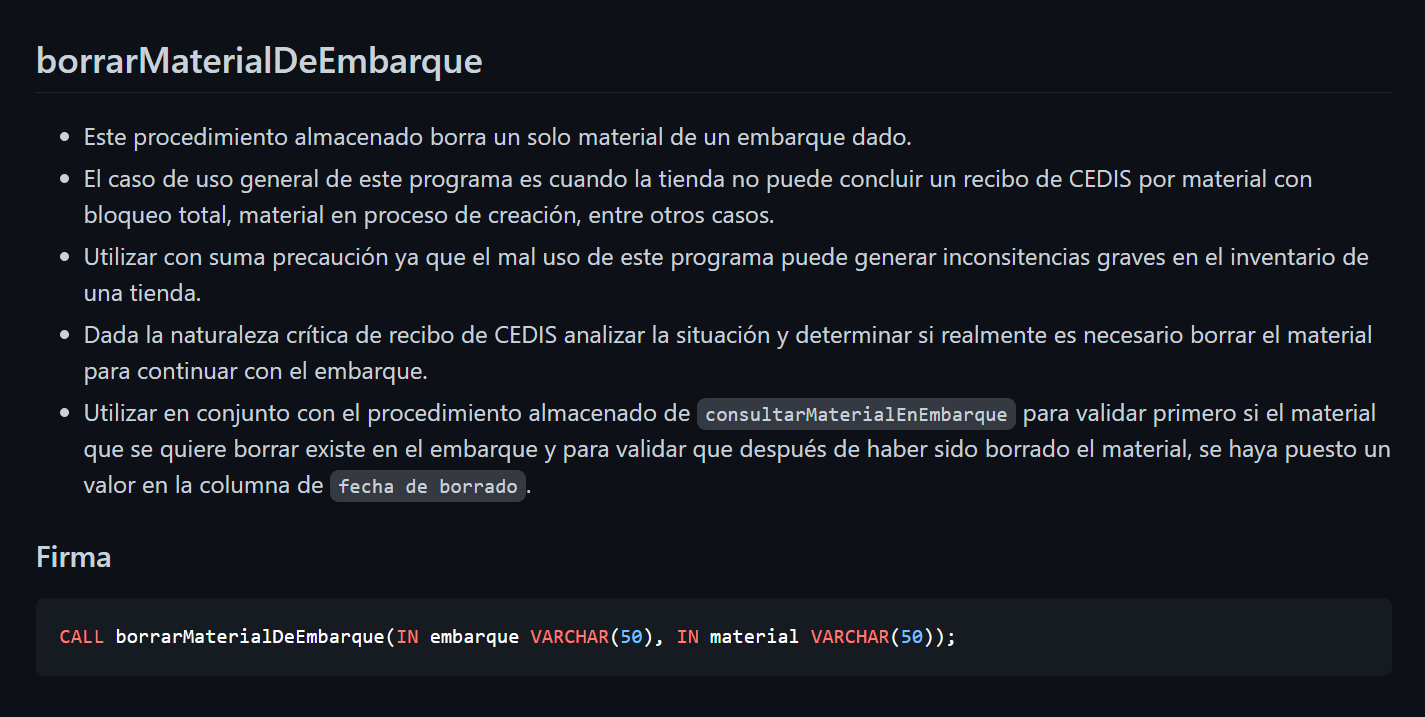 borrarMaterialDeEmbarque
Este procedimiento almacenado borra un solo material de un embarque dado.
El caso de uso general de este programa es cuando la tienda no puede concluir un recibo de CEDIS por material con
bloqueo total, material en proceso de creación, entre otros casos.
Utilizar con suma precaución ya que el mal uso de este programa puede generar inconsitencias graves en el inventario de
una tienda.
Dada la naturaleza crítica de recibo de CEDIS analizar la situación y determinar si realmente es necesario borrar el material
para continuar con el embarque.
Utilizar en conjunto con el procedimiento almacenado de consultarMaterialEnEmbarque para validar primero si el material
que se quiere borrar existe en el embarque y para validar que después de haber sido borrado el material, se haya puesto un
valor en la columna de fecha de borrado.
Firma
CALL borrarMaterialDeEmbarque(IN embarque VARCHAR(50), IN material VARCHAR(50));